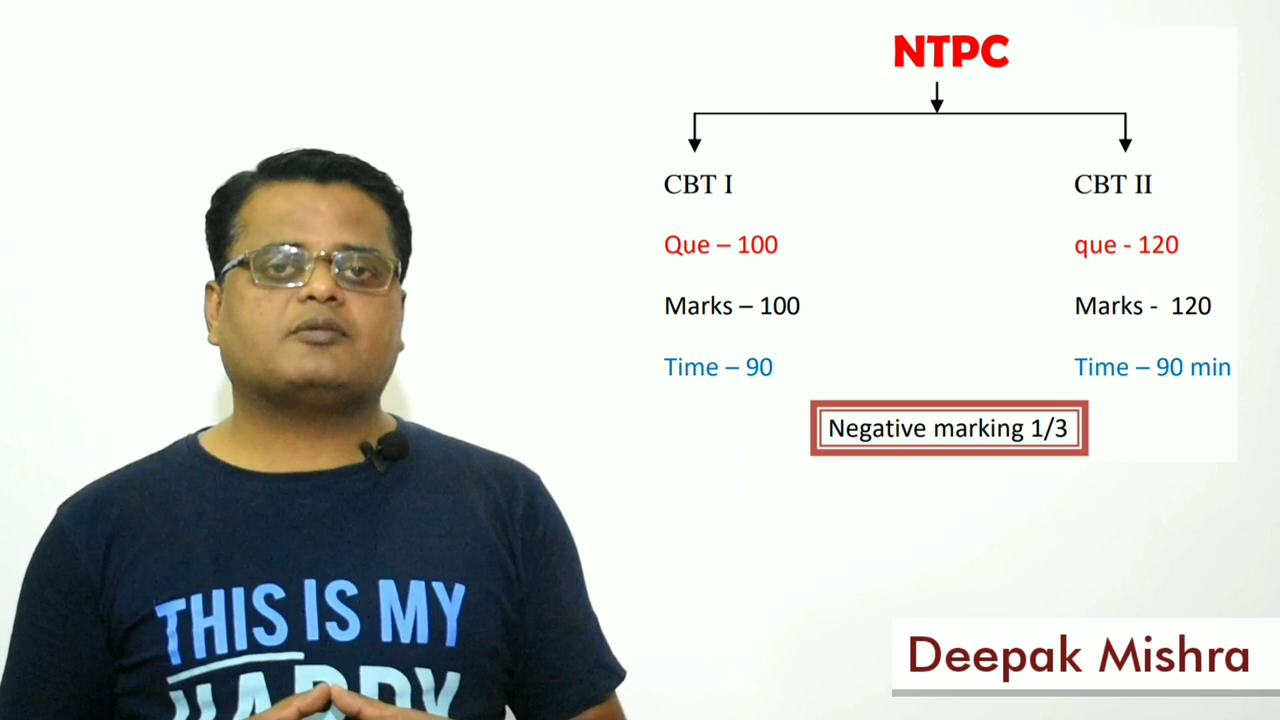 NTPC
CBT I
Que – 100
Marks – 100
Time – 90
CBT II
que - 120
Marks - 120
Time – 90 min
Negative marking 1/3
THIS IS MY
HAPPY
Deepak Mishra